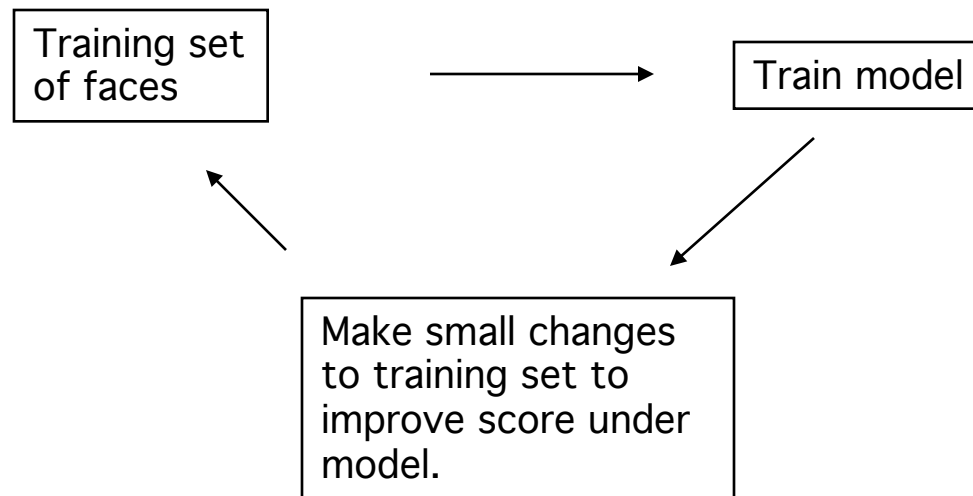 Training set
of faces
Train model
Make small changes
to training set to
improve score under
model.